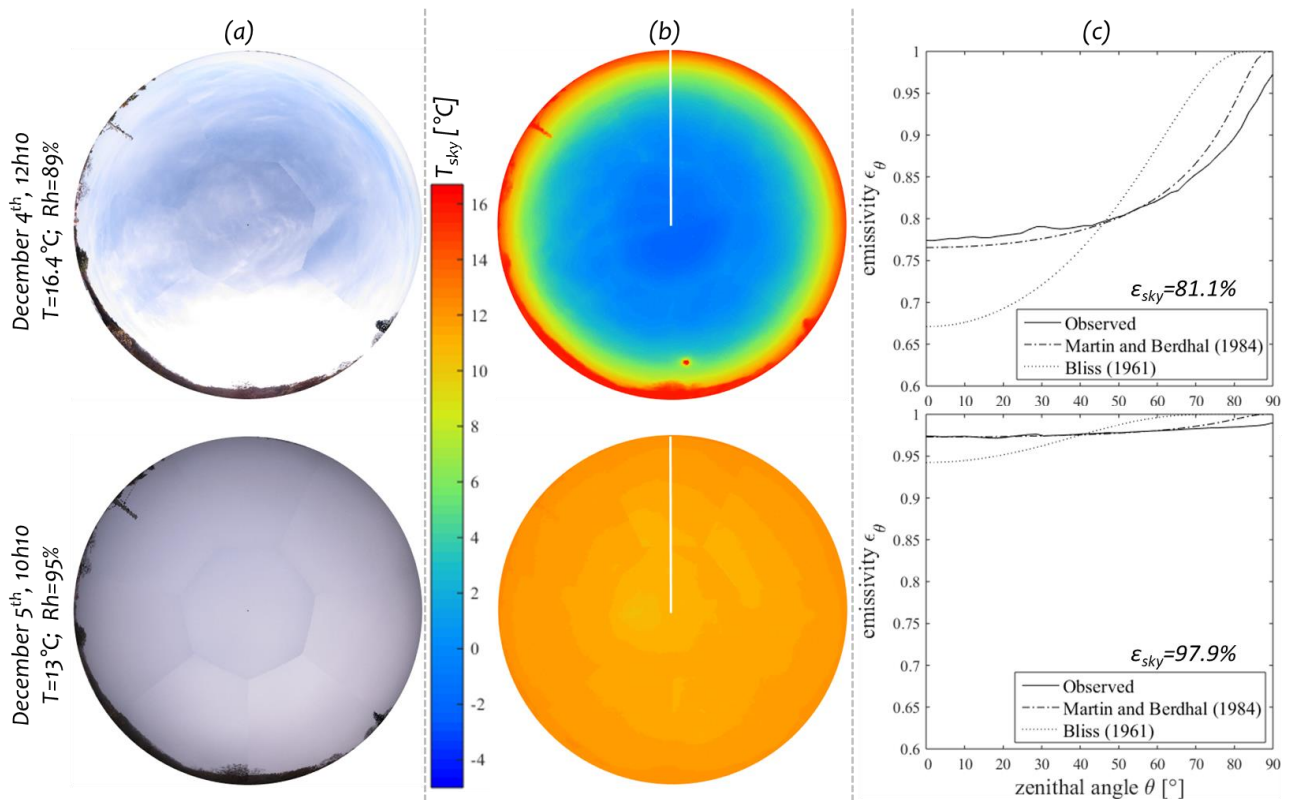 (a)
(b)
(c)
December 4th, 12h10
T=16.4°C; Rh=89%
Tsky [°C]
16
14
12
10
8
6
4
2
0
-2
-4
emissivity ϵθ
1
0.95
0.9
0.85
0.8
0.75
0.7
0.65
0.6
εsky=81.1%
Observed
Martin and Berdhal (1984)
Bliss (1961)
0 10 20 30 40 50 60 70 80 90
December 5th, 10h10
T=13°C; Rh=95%
emissivity ϵθ
1
0.95
0.9
0.85
0.8
0.75
0.7
0.65
0.6
εsky=97.9%
Observed
Martin and Berdhal (1984)
Bliss (1961)
0 10 20 30 40 50 60 70 80 90
zenithal angle θ [°]